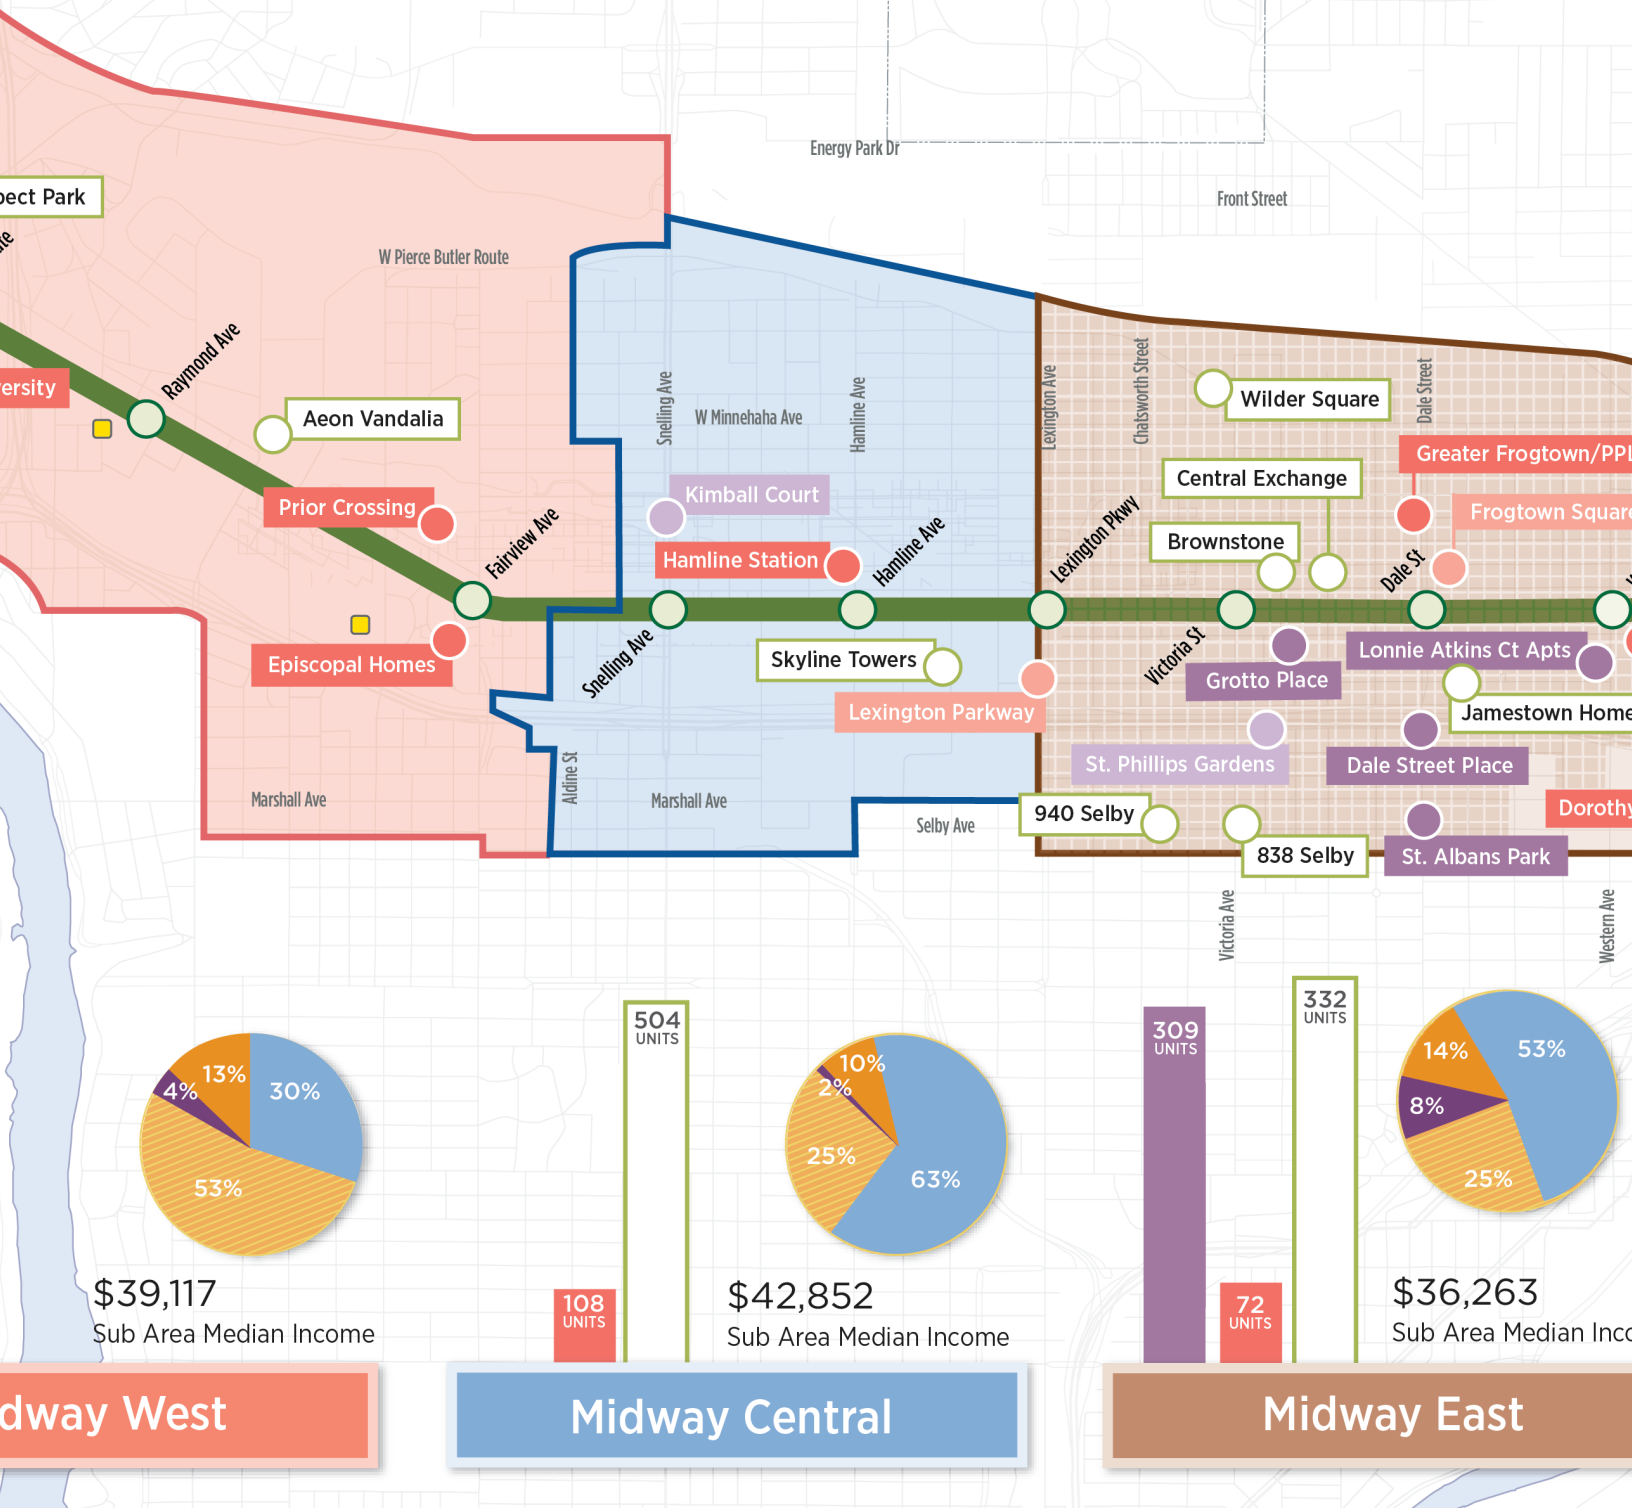 Energy Park Dr
Front Street
pect Park
W Pierce Butler Route
Raymond Ave
versity
Aeon Vandalia
Prior Crossing
Fairview Ave
Episcopal Homes
Marshall Ave
Aldine St
Snelling Ave
W Minnehaha Ave
Hamline Ave
Kimball Court
Hamline Station
Hamline Ave
Snelling Ave
Skyline Towers
Lexington Parkway
Marshall Ave
Selby Ave
Lexington Ave
Chatsworth Street
Dale Street
Wilder Square
Central Exchange
Brownstone
Greater Frogtown/PPL
Frogtown Square
Lexington Pkwy
Dale St
Victoria St
Grotto Place
Lonnie Atkins Ct Apts
Jamestown Home
St. Phillips Gardens
Dale Street Place
Dorothy
940 Selby
838 Selby
St. Albans Park
Victoria Ave
Western Ave
13%
30%
4%
53%
$39,117
Sub Area Median Income
dway West
108
UNITS
504
UNITS
10%
2%
25%
63%
$42,852
Sub Area Median Income
Midway Central
309
UNITS
72
UNITS
332
UNITS
14%
53%
8%
25%
$36,263
Sub Area Median Inco
Midway East